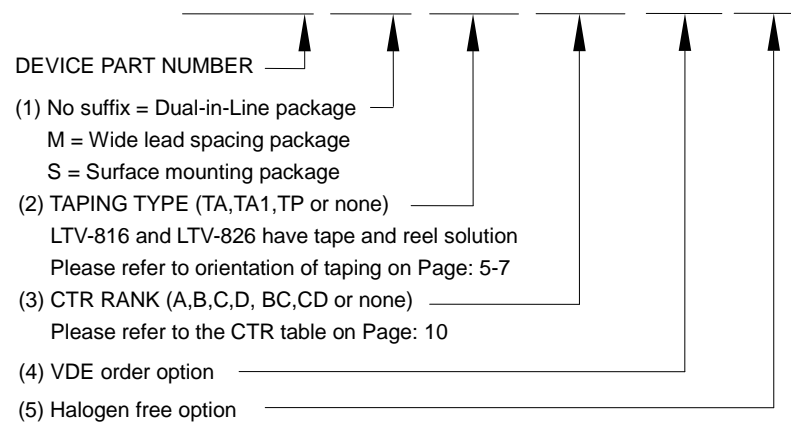 DEVICE PART NUMBER
(1) No suffix = Dual-in-Line package
M = Wide lead spacing package
S = Surface mounting package
(2) TAPING TYPE (TA,TA1,TP or none)
LTV-816 and LTV-826 have tape and reel solution
Please refer to orientation of taping on Page: 5-7
(3) CTR RANK (A,B,C,D, BC,CD or none)
Please refer to the CTR table on Page: 10
(4) VDE order option
(5) Halogen free option